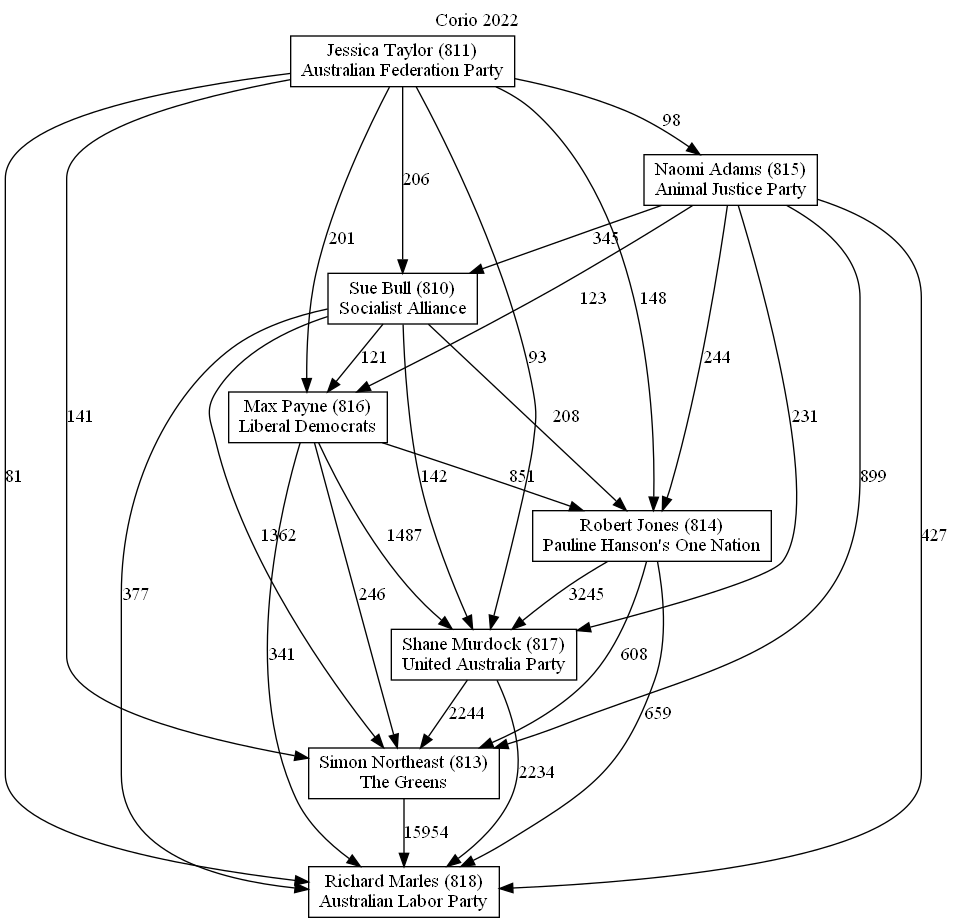 Corio 2022
Jessica Taylor (811)
Australian Federation Party
98
Naomi Adams (815)
Animal Justice Party
206
201
345
Sue Bull (810)
Socialist Alliance
123
148
121
93
244
Max Payne (816)
Liberal Democrats
141
208
231
81
142
851
899
Robert Jones (814)
Pauline Hanson's One Nation
1362
1487
427
377
246
3245
Shane Murdock (817)
United Australia Party
341
608
2244
659
Simon Northeast (813)
The Greens
2234
15954
Richard Marles (818)
Australian Labor Party